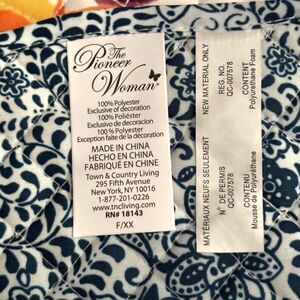 The
Pioneer
Woman
100% Polyester
Exclusive of decoration
100% Poliéster
Exclusivo de decoracion
100 % Polyester
Exception faite de la décoration
MADE IN CHINA
HECHO EN CHINA
FABRIQUÉ EN CHINE
Town & Country Living
295 Fifth Avenue
New York, NY 10016
1-877-201-0226
www.tncliving.com
RN# 18143
F/XX
NEW MATERIAL ONLY
REG. NO.
QC-007578
CONTENT
Polyurethane Foam
MATÉRIAUX NEUFS SEULEMENT
N° DE PERMIS
QC-007578
CONTENU
Mousse de Polyuréthane